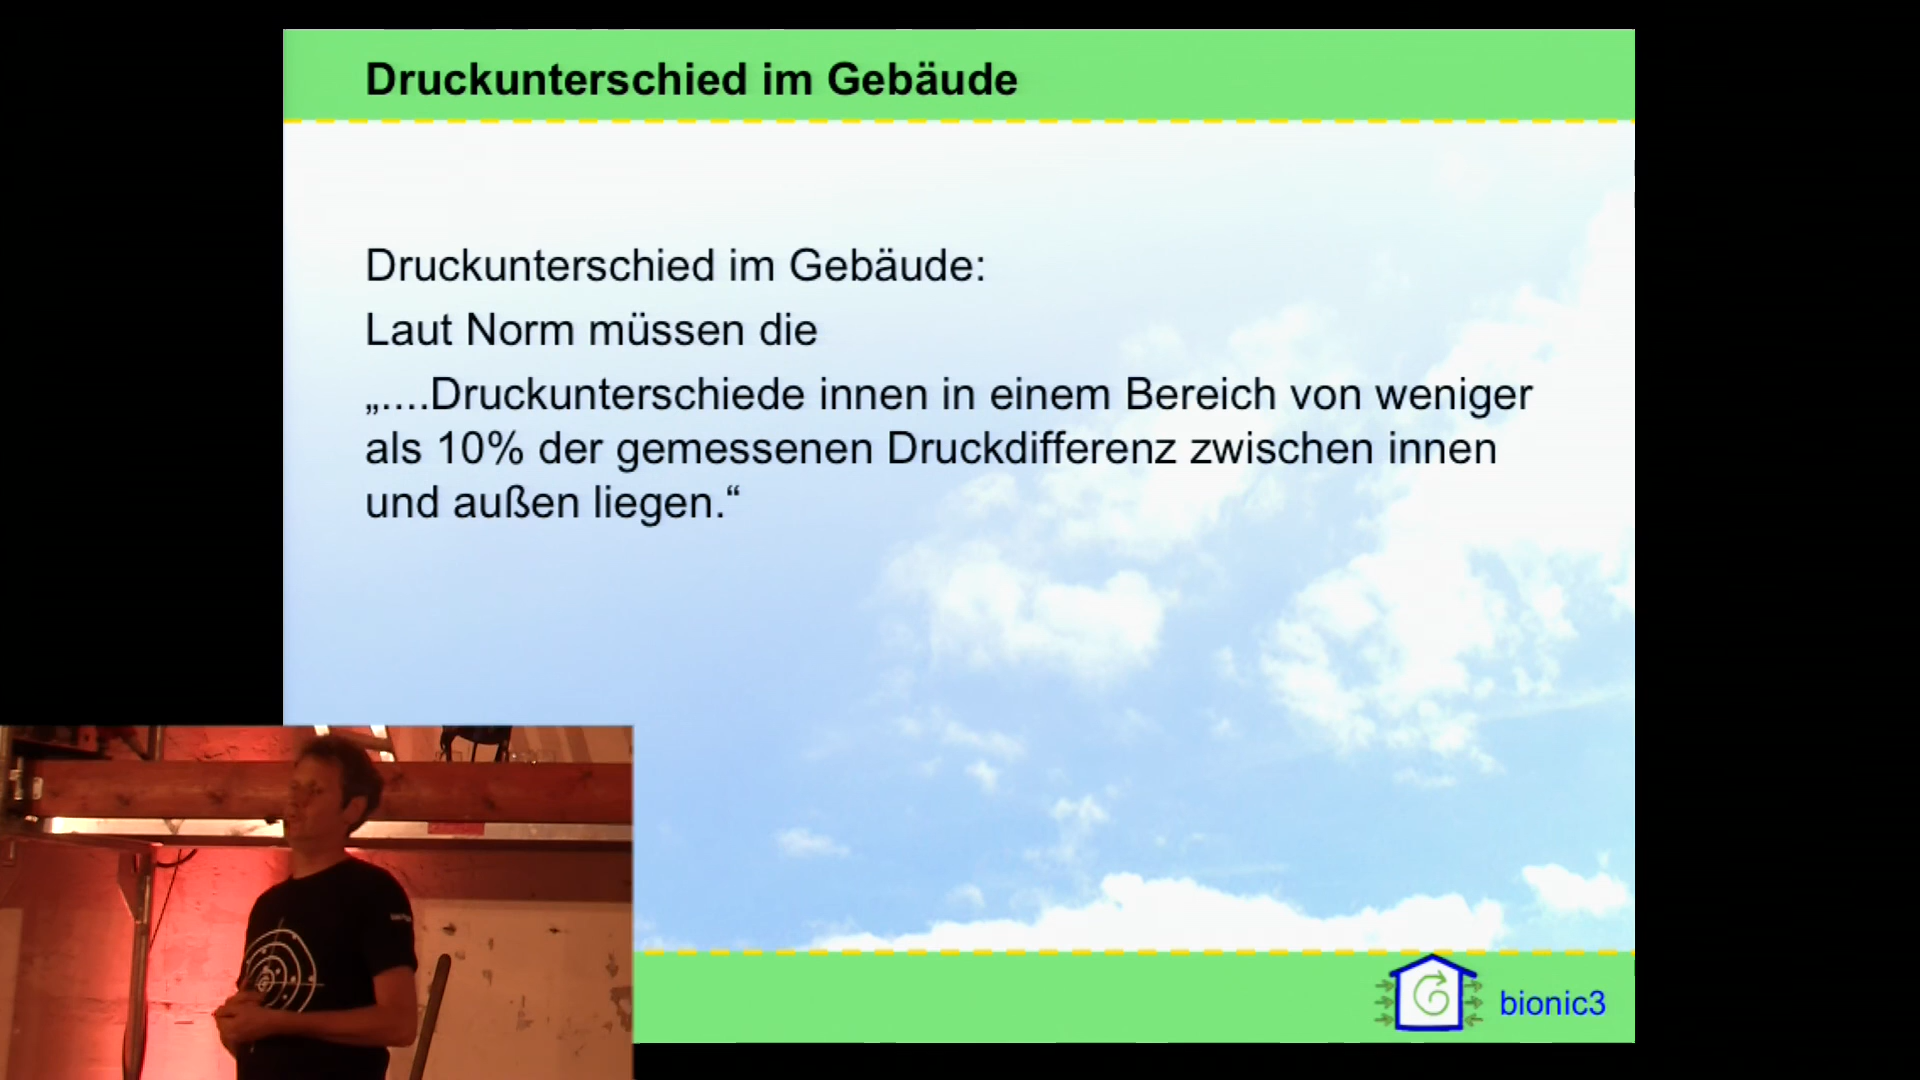 Druckunterschied im Gebäude
Druckunterschied im Gebäude:
Laut Norm müssen die
„....Druckunterschiede innen in einem Bereich von weniger
als 10% der gemessenen Druckdifferenz zwischen innen
und außen liegen.“
bionic3